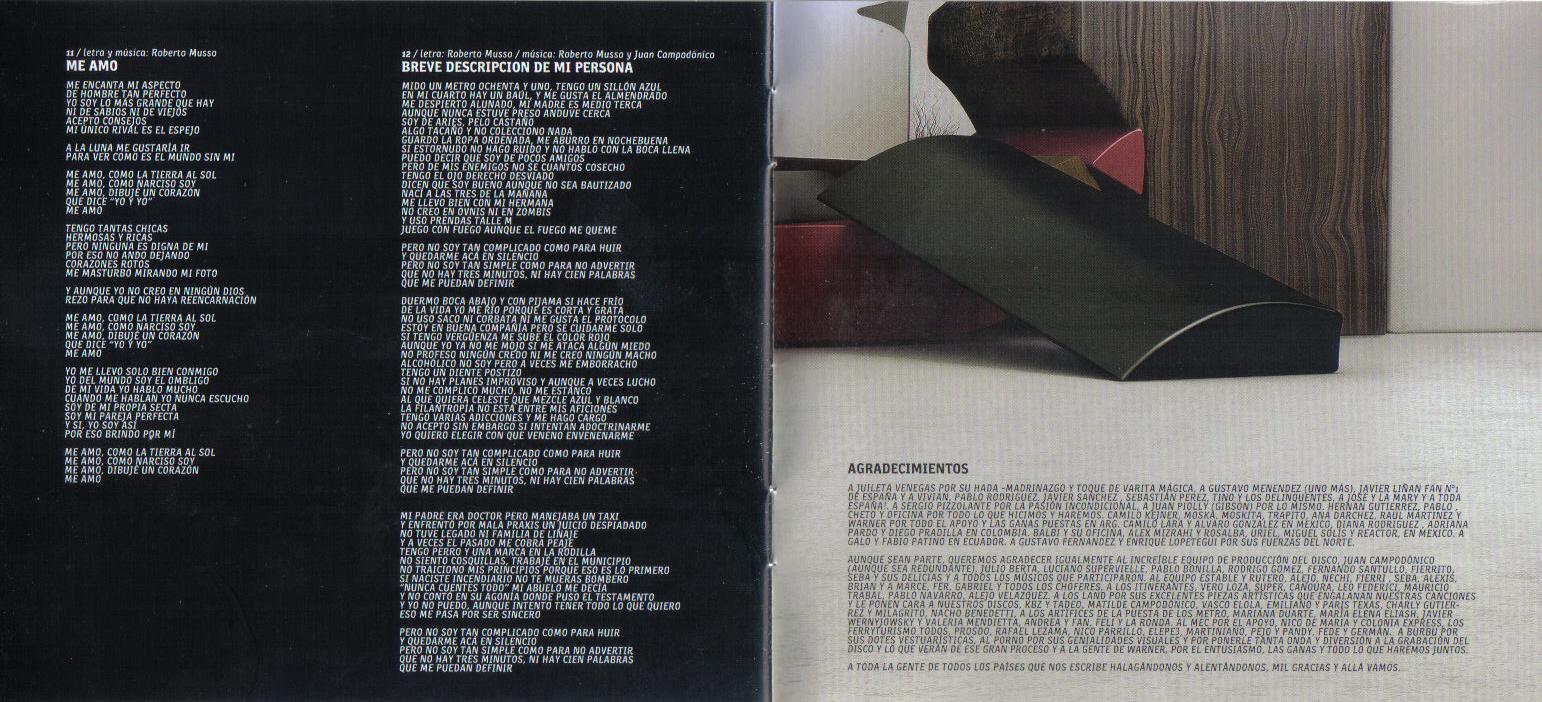 11 / letra y música: Roberto Musso
ME AMO
ME ENCANTA MI ASPECTO
DE HOMBRE TAN PERFECTO
YO SOY LO MÁS GRANDE QUE HAY
NI DE SABIOS NI DE VIEJOS
ACEPTO CONSEJOS
MI ÚNICO RIVAL ES EL ESPEJO
A LA LUNA ME GUSTARÍA IR
PARA VER COMO ES EL MUNDO SIN MI
ME AMO, COMO LA TIERRA AL SOL
ME AMO, COMO NARCISO SOY
ME AMO, DIBUJÉ UN CORAZÓN
QUE DICE "YO Y YO"
ME AMO
TENGO TANTAS CHICAS
HERMOSAS Y RICAS
PERO NINGUNA ES DIGNA DE MI
POR ESO NO ANDO DEJANDO
CORAZONES ROTOS
ME MASTURBO MIRANDO MI FOTO
Y AUNQUE YO NO CREO EN NINGÚN DIOS
REZO PARA QUE NO HAYA REENCARNACIÓN
ME AMO, COMO LA TIERRA AL SOL
ME AMO, COMO NARCISO SOY
ME AMO, DIBUJÉ UN CORAZÓN
QUE DICE "YO Y YO"
ME AMO
YO ME LLEVO SOLO BIEN CONMIGO
YO DEL MUNDO SOY EL OMBLIGO
DE MI VIDA YO HABLO MUCHO
CUANDO ME HABLAN YO NUNCA ESCUCHO
SOY DE MI PROPIA SECTA
SOY MI PAREJA PERFECTA
Y SI, YO SOY ASÍ
POR ESO BRINDO POR MÍ
ME AMO, COMO LA TIERRA AL SOL
ME AMO, COMO NARCISO SOY
ME AMO, DIBUJÉ UN CORAZÓN
ME AMO
12 / letra: Roberto Musso / música: Roberto Musso y Juan Campodónico
BREVE DESCRIPCION DE MI PERSONA
MIDO UN METRO OCHENTA Y UNO, TENGO UN SILLÓN AZUL
EN MI CUARTO HAY UN BAÚL, Y ME GUSTA EL ALMENDRADO
ME DESPIERTO ALUNADO, MI MADRE ES MEDIO TERCA
AUNQUE NUNCA ESTUVE PRESO ANDUVE CERCA
SOY DE ARIES, PELO CASTAÑO
ALGO TACAÑO Y NO COLECCIONO NADA
GUARDO LA ROPA ORDENADA, ME ABURRO EN NOCHEBUENA
SI ESTORNUDO NO HAGO RUIDO Y NO HABLO CON LA BOCA LLENA
PUEDO DECIR QUE SOY DE POCOS AMIGOS
PERO DE MIS ENEMIGOS NO SE CUANTOS COSECHO
TENGO EL OJO DERECHO DESVIADO
DICEN QUE SOY BUENO AUNQUE NO SEA BAUTIZADO
NACÍ A LAS TRES DE LA MAÑANA
ME LLEVO BIEN CON MI HERMANA
NO CREO EN OVNIS NI EN ZOMBIS
Y USO PRENDAS TALLE M
JUEGO CON FUEGO AUNQUE EL FUEGO ME QUEME
PERO NO SOY TAN COMPLICADO COMO PARA HUIR
Y QUEDARME ACÁ EN SILENCIO
PERO NO SOY TAN SIMPLE COMO PARA NO ADVERTIR
QUE NO HAY TRES MINUTOS, NI HAY CIEN PALABRAS
QUE ME PUEDAN DEFINIR
DUERMO BOCA ABAJO Y CON PIJAMA SI HACE FRÍO
DE LA VIDA YO ME RÍO PORQUE ES CORTA Y GRATA
NO USO SACO NI CORBATA NI ME GUSTA EL PROTOCOLO
ESTOY EN BUENA COMPAÑÍA PERO SE CUIDARME SOLO
SI TENGO VERGÜENZA ME SUBE EL COLOR ROJO
AUNQUE YO YA NO ME MOJO SI ME ATACA ALGÚN MIEDO
NO PROFESO NINGÚN CREDO NI ME CREO NINGÚN MACHO
ALCOHÓLICO NO SOY PERO A VECES ME EMBORRACHO
TENGO UN DIENTE POSTIZO
SI NO HAY PLANES IMPROVISO Y AUNQUE A VECES LUCHO
NO ME COMPLICO MUCHO, NO ME ESTANCO
AL QUE QUIERA CELESTE QUE MEZCLE AZUL Y BLANCO
LA FILANTROPÍA NO ESTÁ ENTRE MIS AFICIONES
TENGO VARIAS ADICCIONES Y ME HAGO CARGO
NO ACEPTO SIN EMBARGO SI INTENTAN ADOCTRINARME
YO QUIERO ELEGIR CON QUE VENENO ENVENENARME
PERO NO SOY TAN COMPLICADO COMO PARA HUIR
Y QUEDARME ACÁ EN SILENCIO
PERO NO SOY TAN SIMPLE COMO PARA NO ADVERTIR
QUE NO HAY TRES MINUTOS, NI HAY CIEN PALABRAS
QUE ME PUEDAN DEFINIR
MI PADRE ERA DOCTOR PERO MANEJABA UN TAXI
Y ENFRENTÓ POR MALA PRAXIS UN JUICIO DESPIADADO
NO TUVE LEGADO NI FAMILIA DE LINAJE
Y A VECES EL PASADO ME COBRA PEAJE
TENGO PERRO Y UNA MARCA EN LA RODILLA
NO SIENTO COSQUILLAS, TRABAJÉ EN EL MUNICIPIO
NO TRAICIONO MIS PRINCIPIOS PORQUE ESO ES LO PRIMERO
SI NACISTE INCENDIARIO NO TE MUERAS BOMBERO
"NUNCA CUENTES TODO" MI ABUELO ME DECÍA
Y NO CONTÓ EN SU AGONÍA DONDE PUSO EL TESTAMENTO
Y YO NO PUEDO, AUNQUE INTENTO TENER TODO LO QUE QUIERO
ESO ME PASA POR SER SINCERO
PERO NO SOY TAN COMPLICADO COMO PARA HUIR
Y QUEDARME ACÁ EN SILENCIO
PERO NO SOY TAN SIMPLE COMO PARA NO ADVERTIR
QUE NO HAY TRES MINUTOS, NI HAY CIEN PALABRAS
QUE ME PUEDAN DEFINIR
AGRADECIMIENTOS
A JUILETA VENEGAS POR SU HADA -MADRINAZGO Y TOQUE DE VARITA MÁGICA, A GUSTAVO MENENDEZ (UNO MÁS), JAVIER LIÑAN FAN Nº1
DE ESPAÑA Y A VIVIAN, PABLO RODRIGUEZ, JAVIER SANCHEZ , SEBASTIÁN PEREZ, TINO Y LOS DELINQUENTES, A JOSÉ Y LA MARY Y A TODA
ESPAÑA!. A SERGIO PIZZOLANTE POR LA PASIÓN INCONDICIONAL, A JUAN MOLLY (GIBSON) POR LO MISMO. HERNAN GUTIERREZ, PABLO
CHETO Y OFICINA POR TODO LO QUE HICIMOS Y HAREMOS. CAMILO KEJNER, MOSKA, MOSKITA, TRAPITO, ANA DARCHEZ, RAUL MARTINEZ Y
WARNER POR TODO EL APOYO Y LAS GANAS PUESTAS EN ARG. CAMILO LARA Y ALVARO GONZALEZ EN MÉXICO, DIANA RODRIGUEZ , ADRIANA
PARDO Y DIEGO PRADILLA EN COLOMBIA. BALBI Y SU OFICINA, ALEX MIZRAHI Y ROSALBA, URIEL, MIGUEL SOLÍS Y REACTOR, EN MÉXICO. A
GALO Y FABIO PATINO EN ECUADOR. A GUSTAVO FERNANDEZ Y ENRIQUE LOPETEGUI POR SUS FUERZAS DEL NORTE.
AUNQUE SEAN PARTE, QUEREMOS AGRADECER IGUALMENTE AL INCREÍBLE EQUIPO DE PRODUCCIÓN DEL DISCO, JUAN CAMPODÓNICO
(AUNQUE SEA REDUNDANTE), JULIO BERTA, LUCIANO SUPERVIELLE, PABLO BONILLA, RODRIGO GOMEZ, FERNANDO SANTULLO, FIERRITO,
SEBA Y SUS DELICIAS Y A TODOS LOS MÚSICOS QUE PARTICIPARON. AL EQUIPO ESTABLE Y RUTERO, ALEJO, NECHI, FIERRI , SEBA, ALEXIS,
BRIAN Y A MARCE, FER, GABRIEL Y TODOS LOS CHOFERES, A LOS ITINERANTES, VERO LOZA, SUPER, CANOURA, LEO FEDERICI, MAURICIO
TRABAL, PABLO NAVARRO, ALEJO VELAZQUEZ. A LOS LAND POR SUS EXCELENTES PIEZAS ARTÍSTICAS QUE ENGALANAN NUESTRAS CANCIONES
Y LE PONEN CARA A NUESTROS DISCOS, KBZ Y TADEO, MATILDE CAMPODÓNICO, VASCO ELOLA, EMILIANO Y PARIS TEXAS, CHARLY GUTIER-
REZ Y MILAGRITO, NACHO BENEDETTI, A LOS ARTÍFICES DE LA PUESTA DE LOS METRO, MARIANA DUARTE, MARÍA ELENA ELIASH, JAVIER
WERNYJOWSKY Y VALERIA MENDIETTA, ANDREA Y FAN, FELI Y LA RONDA. AL MEC POR EL APOYO, NICO DE MARIA Y COLONIA EXPRESS, LOS
FERRYTURISMO TODOS, PROSDO, RAFAEL LEZAMA, NICO PARRILLO, ELEPE3, MARTINIANO, PEJO Y PANDY, FEDE Y GERMÁN. A BURBU POR
SUS DOTES VESTUARÍSTICAS, AL PORNO POR SUS GENIALIDADES VISUALES Y POR PONERLE TANTA ONDA Y DIVERSIÓN A LA GRABACIÓN DEL
DISCO Y LO QUE VERÁN DE ESE GRAN PROCESO Y A LA GENTE DE WARNER, POR EL ENTUSIASMO, LAS GANAS Y TODO LO QUE HAREMOS JUNTOS.
A TODA LA GENTE DE TODOS LOS PAÍSES QUE NOS ESCRIBE HALAGÁNDONOS Y ALENTÁNDONOS, MIL GRACIAS Y ALLÁ VAMOS.